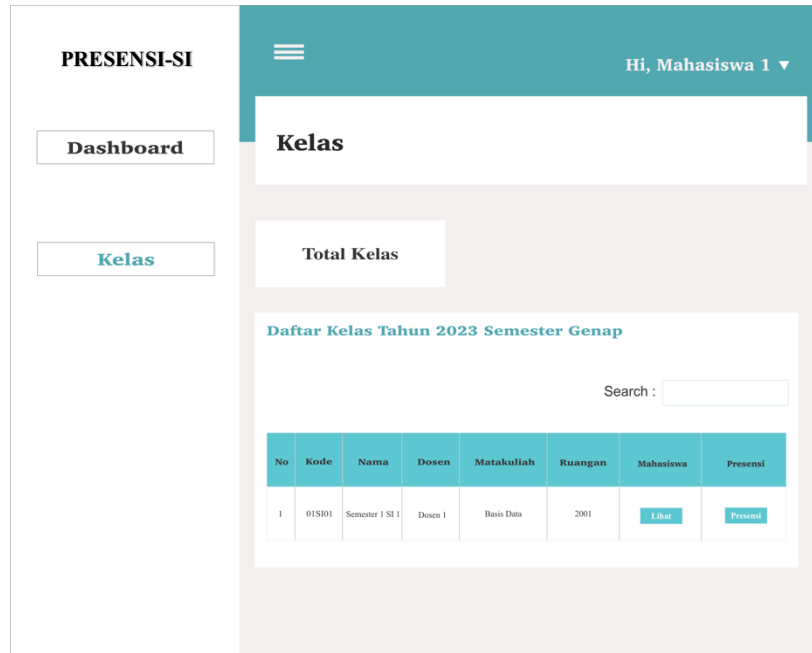 PRESENSI-SI
Hi, Mahasiswa 1 ▼
Dashboard
Kelas
Kelas
Total Kelas
Daftar Kelas Tahun 2023 Semester Genap
Search :
No Kode Nama Dosen Matakuliah Ruangan Mahasiswa Presensi
1 01SI01 Semester 1 SI 1 Dosen 1 Basis Data 2001 Lihat Presensi